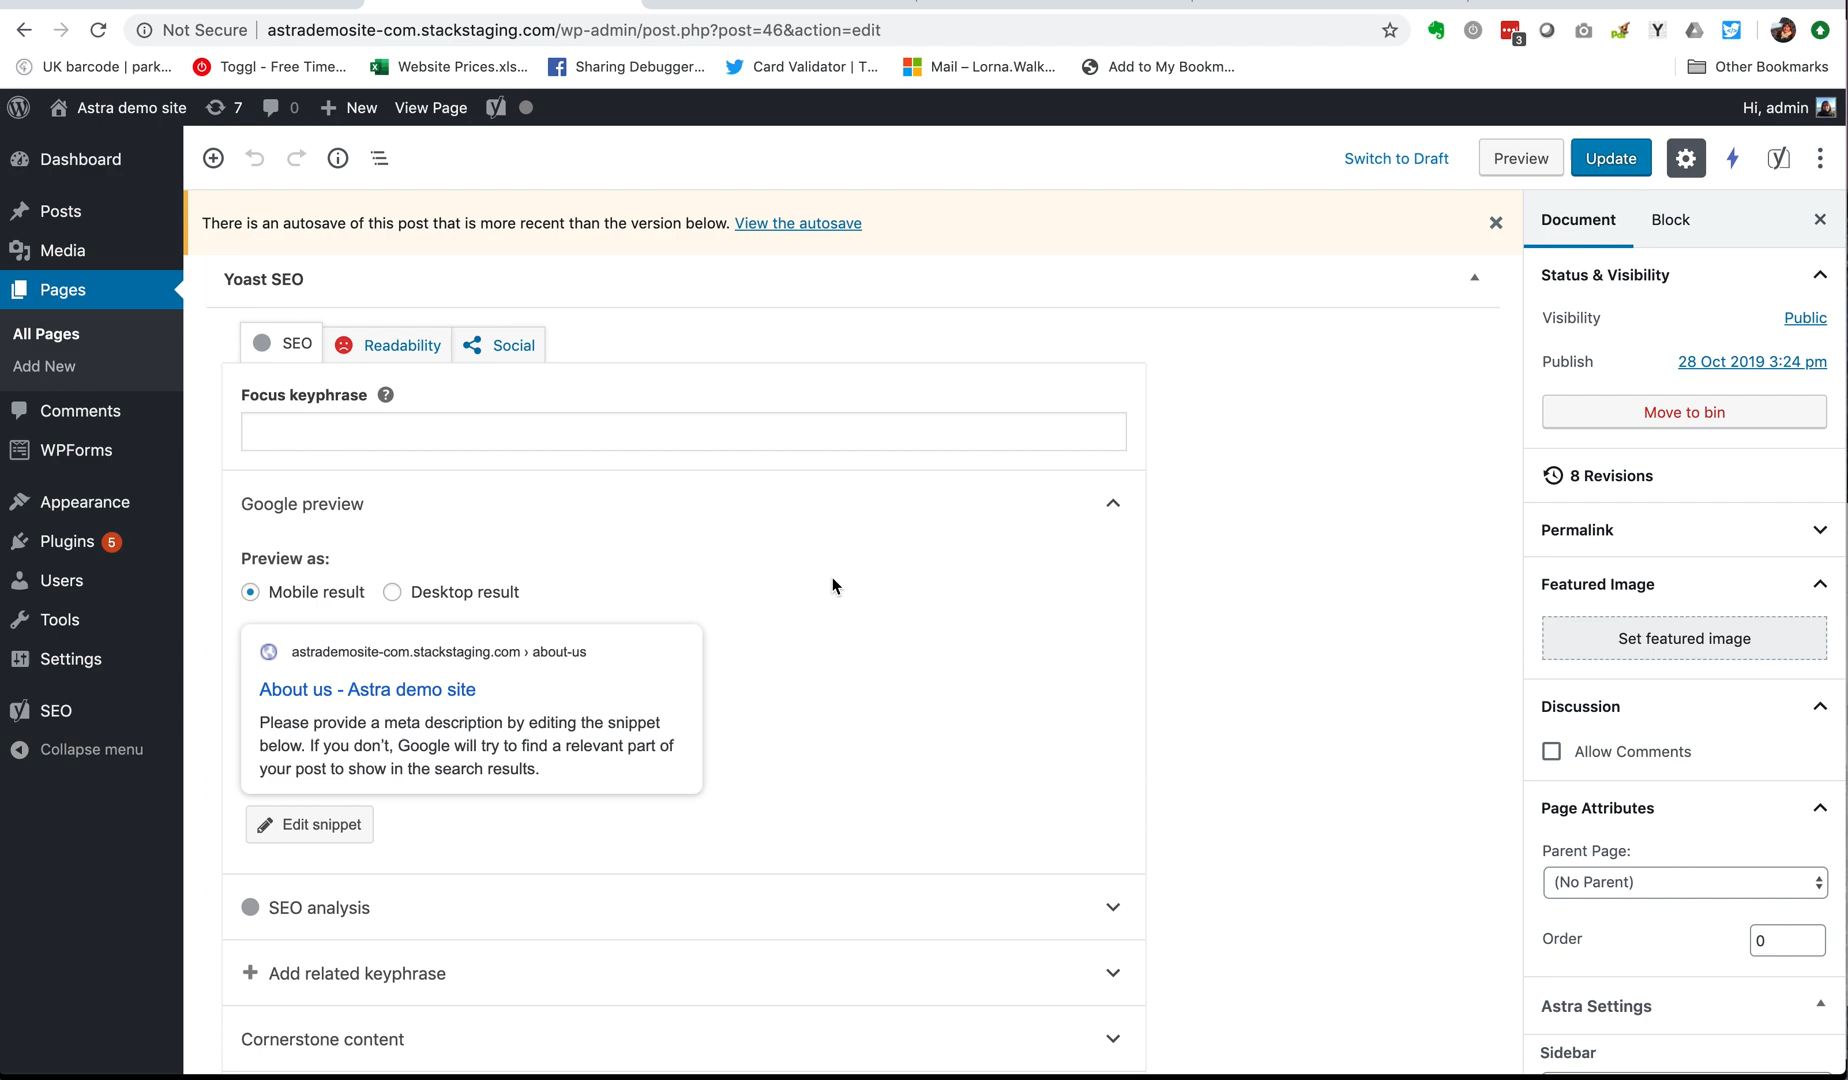 Not Secure | astrademosite-com.stackstaging.com/wp-admin/post.php?post=46&action=edit
3
UK barcode | park...
Toggl - Free Time...
Website Prices.xls...
Sharing Debugger...
Card Validator | T...
Mail – Lorna.Walk...
Add to My Bookm...
Other Bookmarks
Astra demo site
7
0
New
View Page
Hi, admin
Dashboard
Posts
Media
Pages
All Pages
Add New
Comments
WPForms
Appearance
Plugins 5
Users
Tools
Settings
SEO
Collapse menu
Switch to Draft
Preview
Update
There is an autosave of this post that is more recent than the version below. View the autosave
Yoast SEO
SEO
Readability
Social
Focus keyphrase ?
Google preview
Preview as:
Mobile result
Desktop result
astrademosite-com.stackstaging.com › about-us
About us - Astra demo site
Please provide a meta description by editing the snippet
below. If you don’t, Google will try to find a relevant part of
your post to show in the search results.
Edit snippet
SEO analysis
Add related keyphrase
Cornerstone content
Document
Block
Status & Visibility
Visibility
Public
Publish
28 Oct 2019 3:24 pm
Move to bin
8 Revisions
Permalink
Featured Image
Set featured image
Discussion
Allow Comments
Page Attributes
Parent Page:
(No Parent)
Order
0
Astra Settings
Sidebar